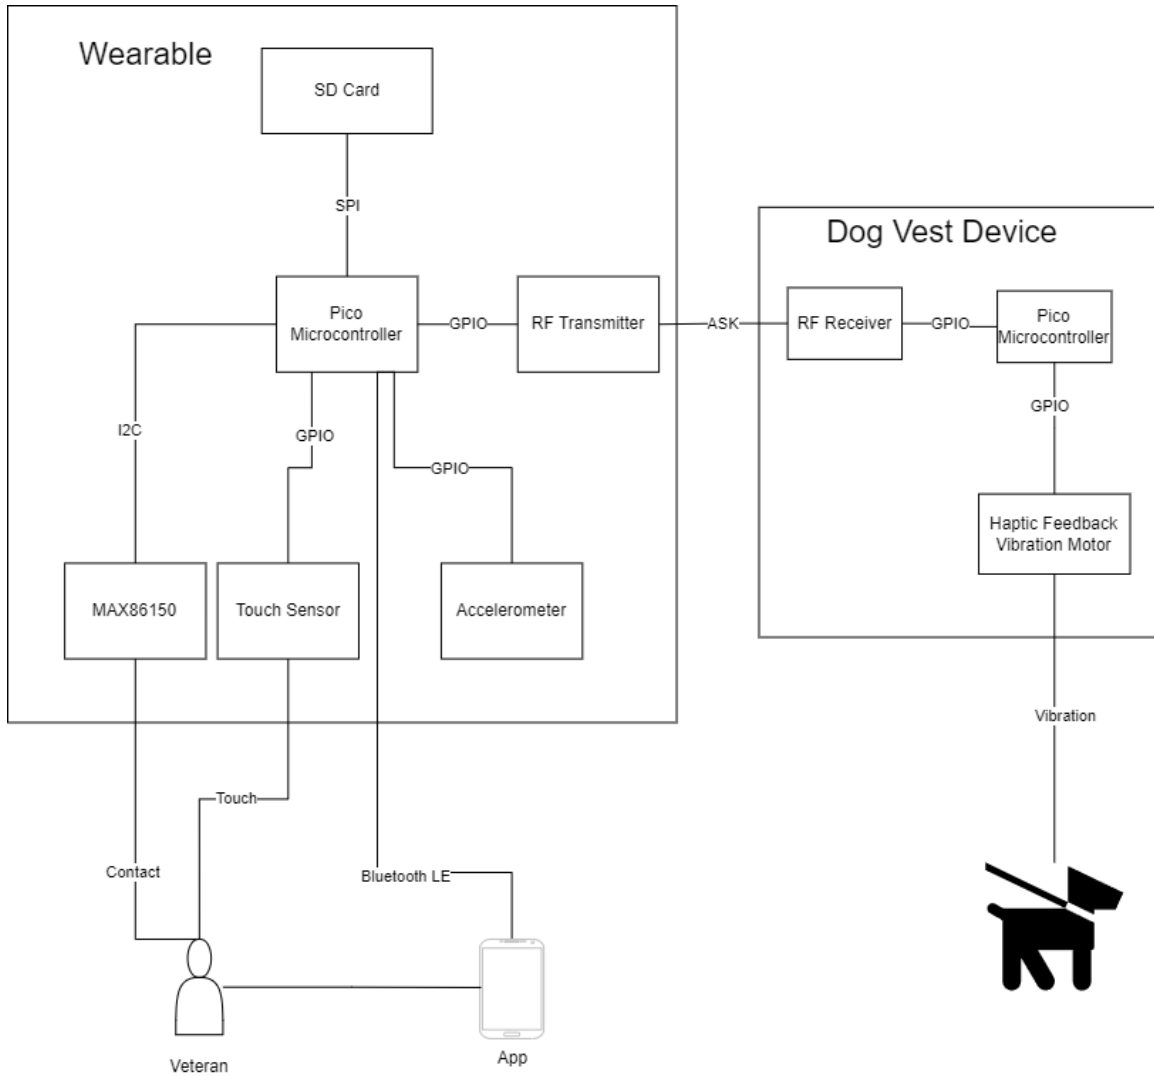 Wearable
SD Card
SPI
Dog Vest Device
Pico
Microcontroller
GPIO
RF Transmitter
ASK
RF Receiver
GPIO
Pico
Microcontroller
I2C
GPIO
GPIO
GPIO
Haptic Feedback
Vibration Motor
MAX86150
Touch Sensor
Accelerometer
Vibration
Touch
Contact
Bluetooth LE
Veteran
App